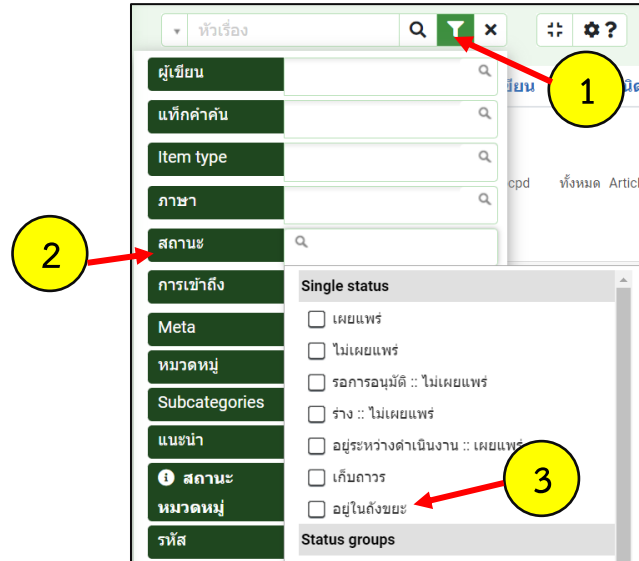 หัวเรื่อง
?
1
ผู้เขียน
แท็กคำค้น
Item type
cpd ทั้งหมด
ภาษา
2
สถานะ
การเข้าถึง
Single status
Meta
เผยแพร่
ไม่เผยแพร่
หมวดหมู่
รอการอนุมัติ :: ไม่เผยแพร่
Subcategories
ร่าง :: ไม่เผยแพร่
แนะนำ
อยู่ระหว่างดำเนินงาน :: เผยแพร่
สถานะ
หมวดหมู่
เก็บถาวร
3
อยู่ในถังขยะ
รหัส
Status groups